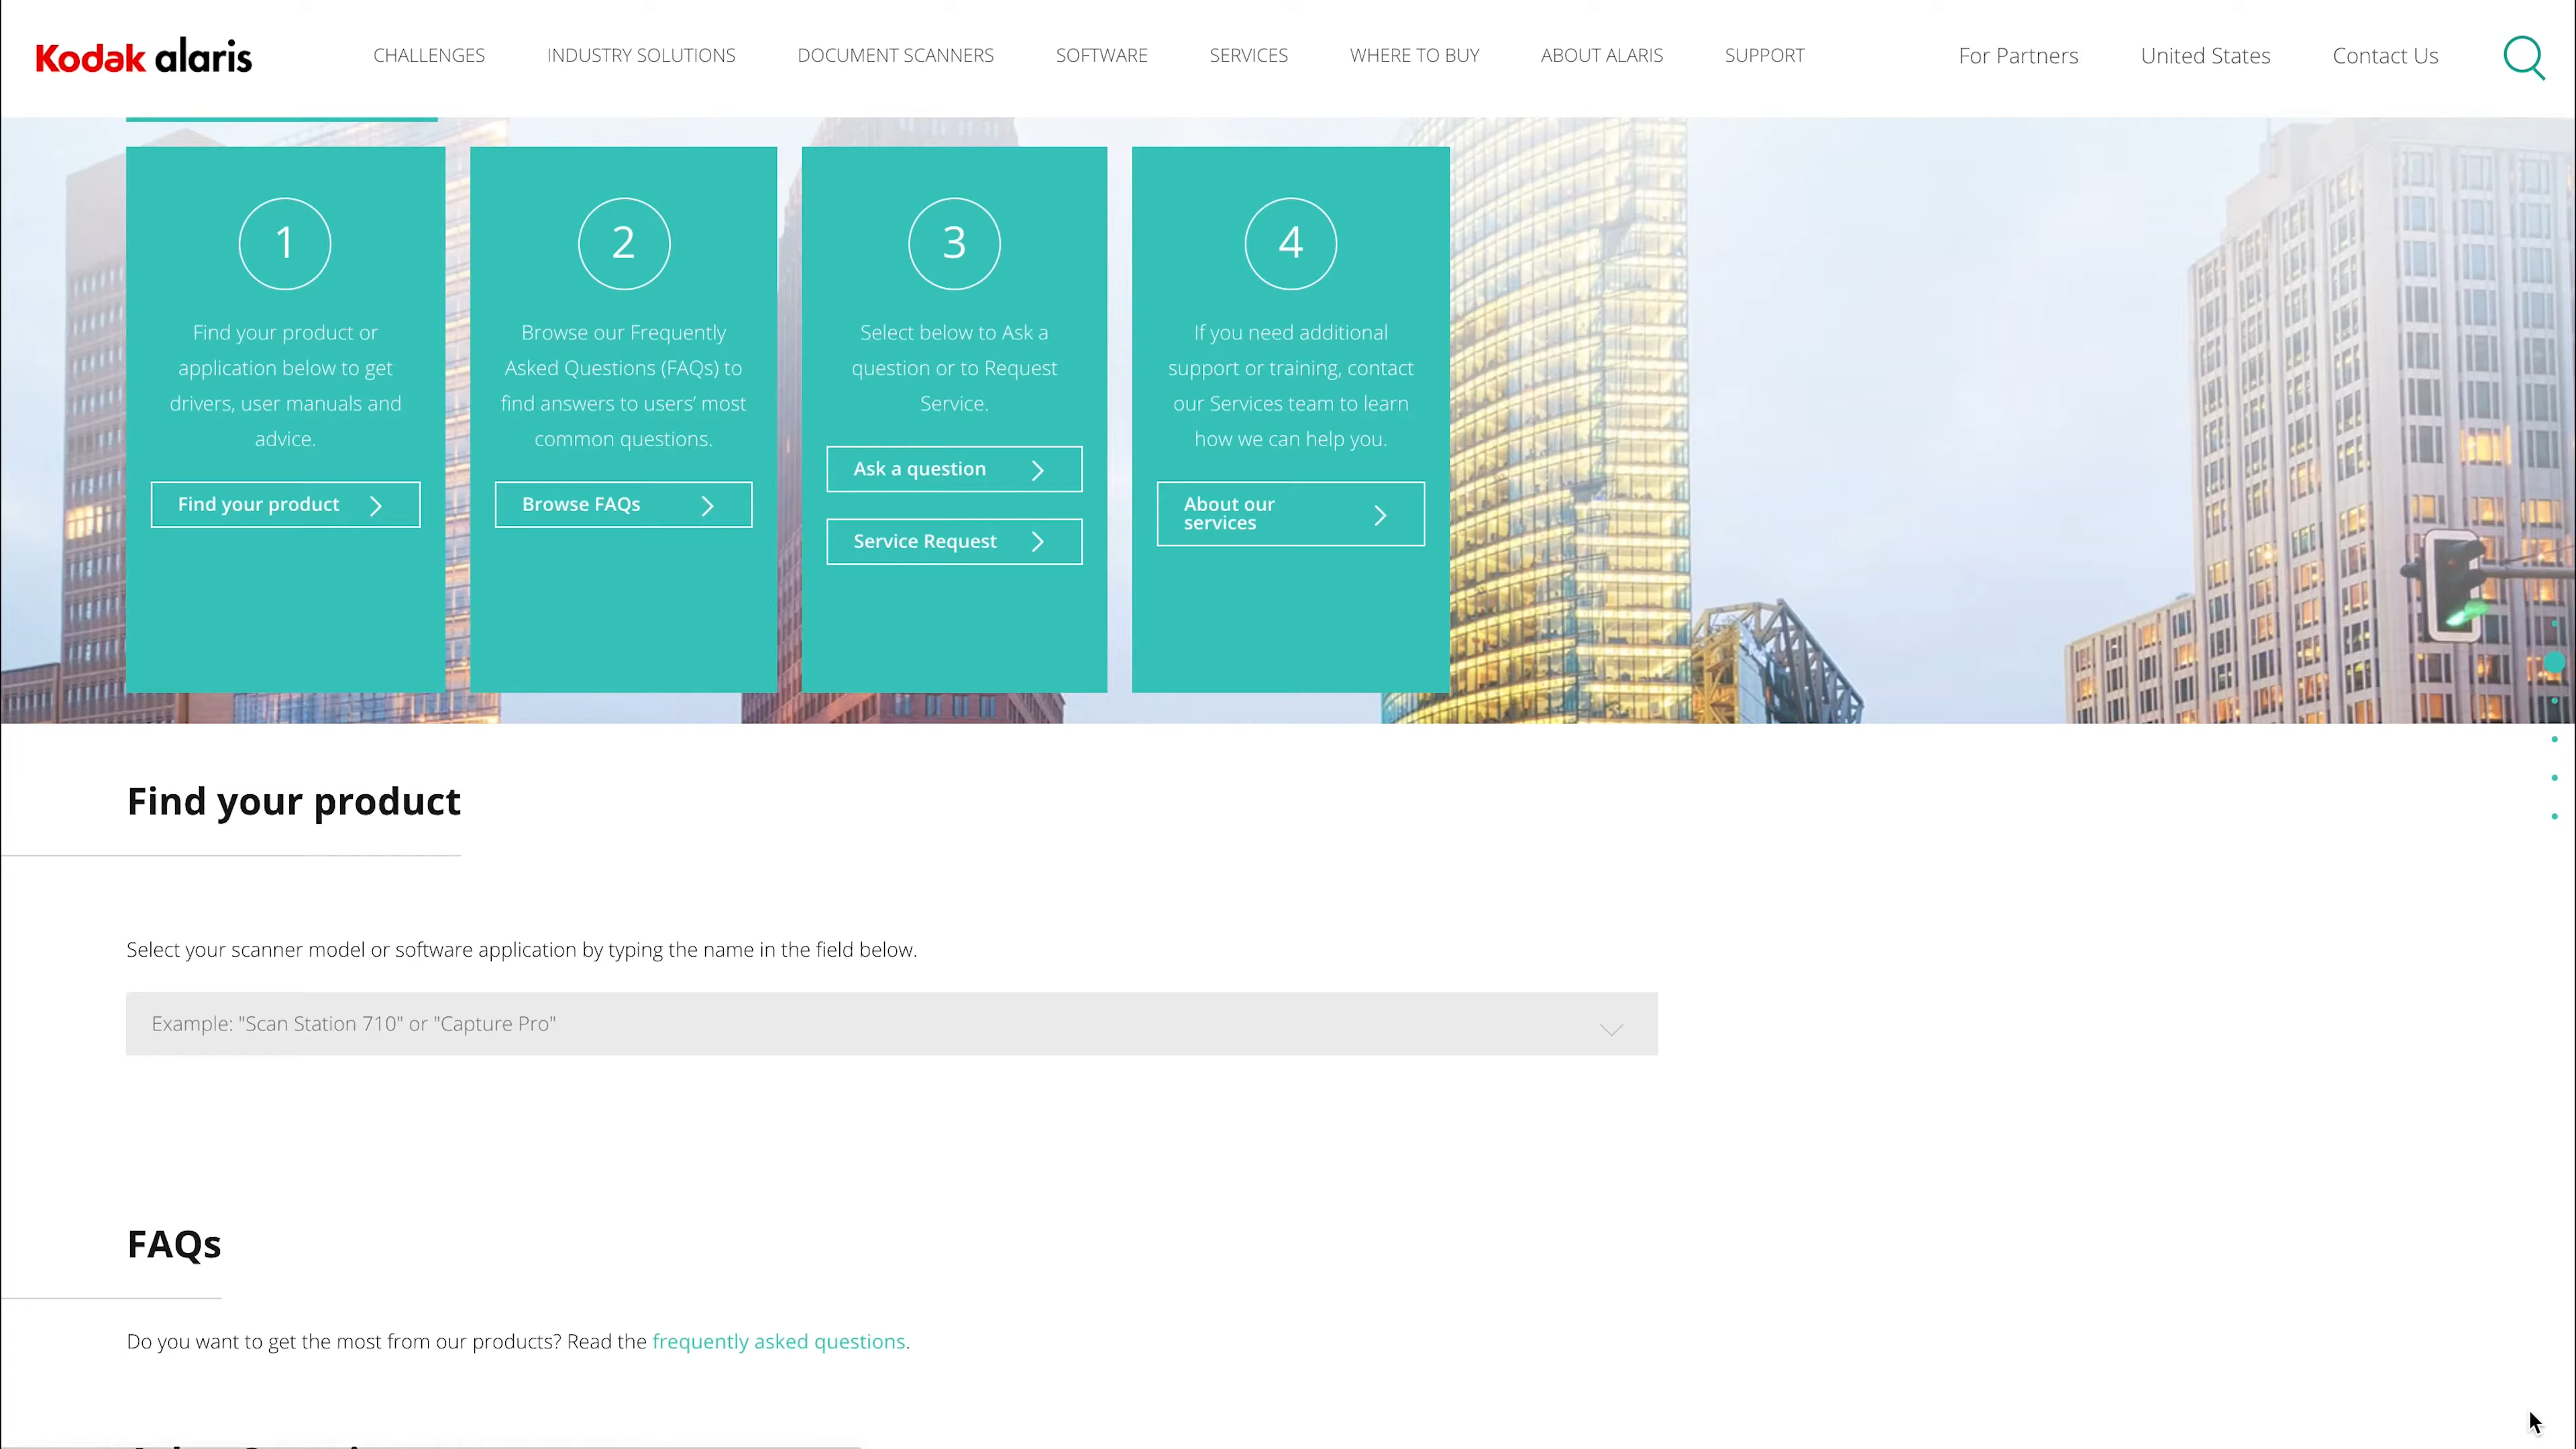 Kodak alaris
CHALLENGES INDUSTRY SOLUTIONS DOCUMENT SCANNERS SOFTWARE SERVICES WHERE TO BUY ABOUT ALARIS SUPPORT For Partners United States Contact Us
1
Find your product or
application below to get
drivers, user manuals and
advice.
Find your product
2
Browse our Frequently
Asked Questions (FAQs) to
find answers to users’ most
common questions.
Browse FAQs
3
Select below to Ask a
question or to Request
Service.
Ask a question
Service Request
4
If you need additional
support or training, contact
our Services team to learn
how we can help you.
About our
services
Find your product
Select your scanner model or software application by typing the name in the field below.
Example: "Scan Station 710" or "Capture Pro"
FAQs
Do you want to get the most from our products? Read the frequently asked questions.